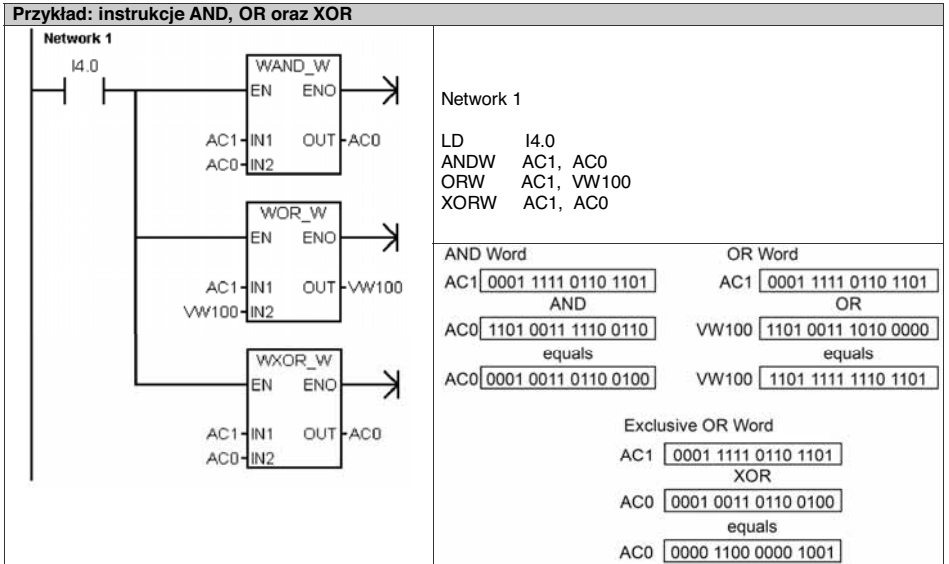 Przykład: instrukcje AND, OR oraz XOR
Network 1
I4.0
WAND_W
EN ENO
AC1 IN1 OUT AC0
AC0 IN2
WOR_W
EN ENO
AC1 IN1 OUT VW100
VW100 IN2
WXOR_W
EN ENO
AC1 IN1 OUT AC0
AC0 IN2
Network 1
LD I4.0
ANDW AC1, AC0
ORW AC1, VW100
XORW AC1, AC0
AND Word
AC1 0001 1111 0110 1101
AND
AC0 1101 0011 1110 0110
equals
AC0 0001 0011 0110 0100
OR Word
AC1 0001 1111 0110 1101
OR
VW100 1101 0011 1010 0000
equals
VW100 1101 1111 1110 1101
Exclusive OR Word
AC1 0001 1111 0110 1101
XOR
AC0 0001 0011 0110 0100
equals
AC0 0000 1100 0000 1001